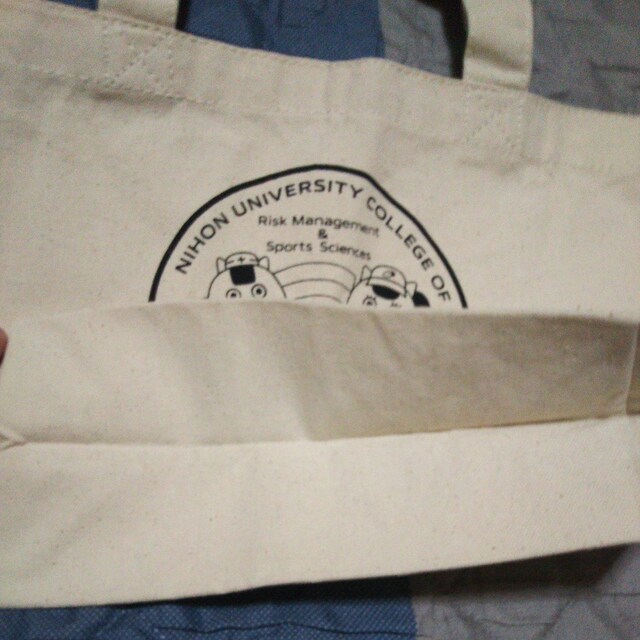 NIHON UNIVERSITY COLLEGE OF
Risk Management
&
Sports Sciences